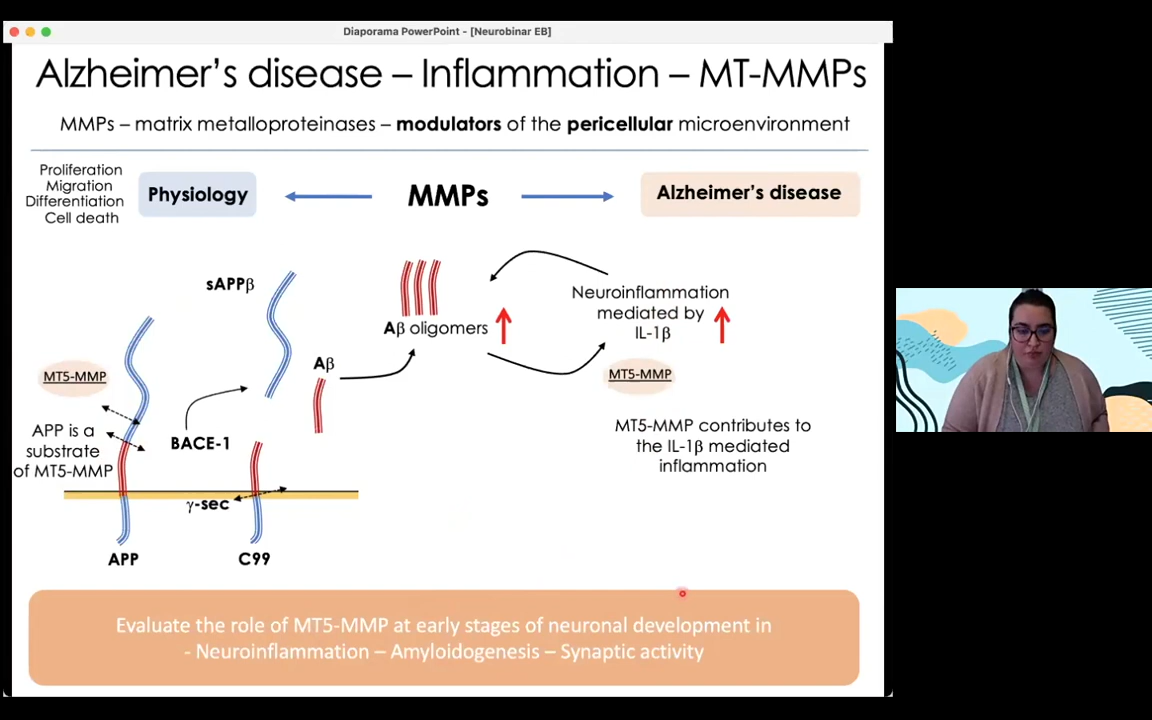 Diaporama PowerPoint - [Neurobinar EB]
Alzheimer's disease – Inflammation – MT-MMPs
MMPs – matrix metalloproteinases – modulators of the pericellular microenvironment
Proliferation
Migration
Differentiation
Cell death
Physiology
MMPs
Alzheimer's disease
sAPPβ
Aβ oligomers
Neuroinflammation
mediated by
IL-1β
MT5-MMP
Aβ
MT5-MMP
APP is a
substrate
of MT5-MMP
BACE-1
MT5-MMP contributes to
the IL-1β mediated
inflammation
γ-sec
APP
C99
Evaluate the role of MT5-MMP at early stages of neuronal development in
- Neuroinflammation – Amyloidogenesis – Synaptic activity